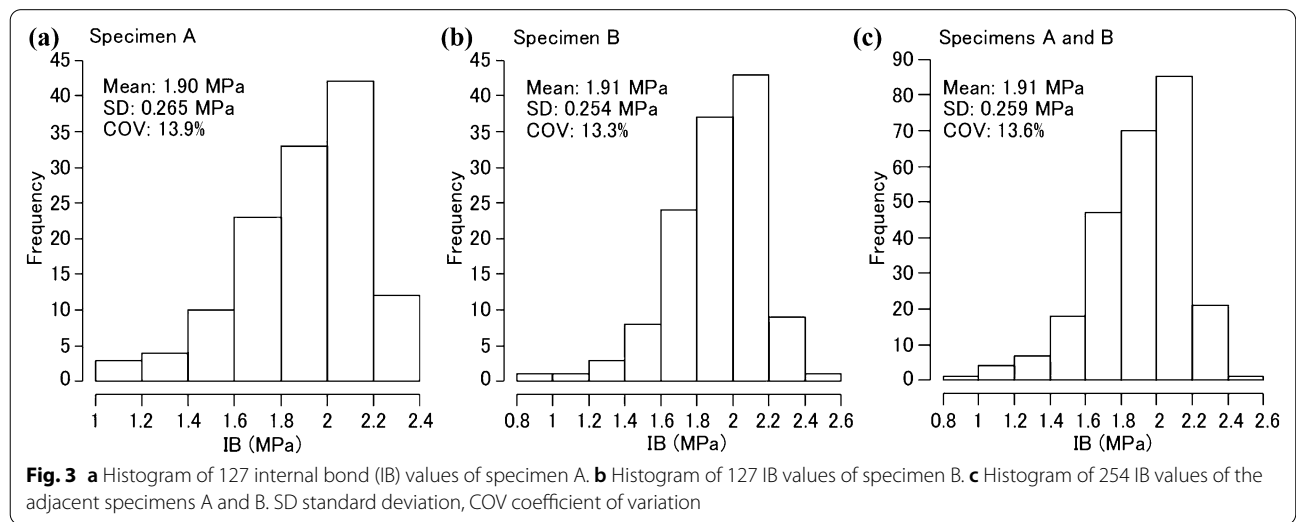 (a) Specimen A
Mean: 1.90 MPa
SD: 0.265 MPa
COV: 13.9%
Frequency
45
40
35
30
25
20
15
10
5
0
1 1.2 1.4 1.6 1.8 2 2.2 2.4
IB (MPa)
(b) Specimen B
Mean: 1.91 MPa
SD: 0.254 MPa
COV: 13.3%
Frequency
45
40
35
30
25
20
15
10
5
0
0.8 1 1.2 1.4 1.6 1.8 2 2.2 2.4 2.6
IB (MPa)
(c) Specimens A and B
Mean: 1.91 MPa
SD: 0.259 MPa
COV: 13.6%
Frequency
90
80
70
60
50
40
30
20
10
0
0.8 1 1.2 1.4 1.6 1.8 2 2.2 2.4 2.6
IB (MPa)
Fig. 3 a Histogram of 127 internal bond (IB) values of specimen A. b Histogram of 127 IB values of specimen B. c Histogram of 254 IB values of the
adjacent specimens A and B. SD standard deviation, COV coefficient of variation